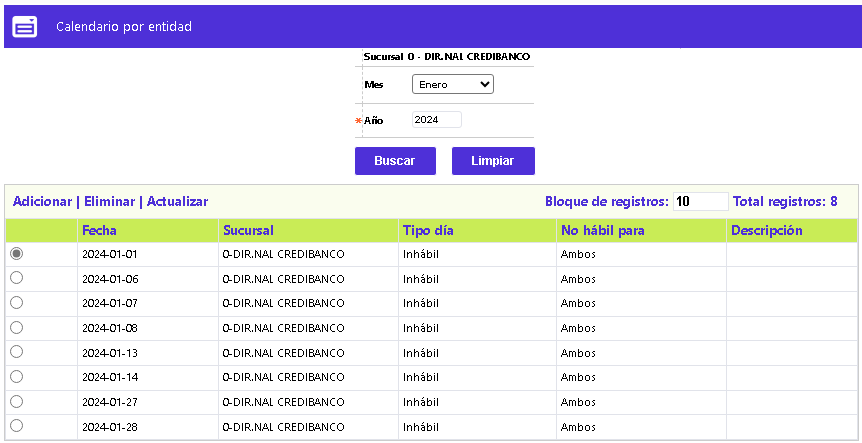 Calendario por entidad
Sucursal 0 - DIR.NAL CREDIBANCO
Mes Enero
* Año 2024
Buscar Limpiar
Adicionar | Eliminar | Actualizar Bloque de registros: 10 Total registros: 8
Fecha Sucursal Tipo día No hábil para Descripción
2024-01-01 0-DIR.NAL CREDIBANCO Inhábil Ambos
2024-01-06 0-DIR.NAL CREDIBANCO Inhábil Ambos
2024-01-07 0-DIR.NAL CREDIBANCO Inhábil Ambos
2024-01-08 0-DIR.NAL CREDIBANCO Inhábil Ambos
2024-01-13 0-DIR.NAL CREDIBANCO Inhábil Ambos
2024-01-14 0-DIR.NAL CREDIBANCO Inhábil Ambos
2024-01-27 0-DIR.NAL CREDIBANCO Inhábil Ambos
2024-01-28 0-DIR.NAL CREDIBANCO Inhábil Ambos